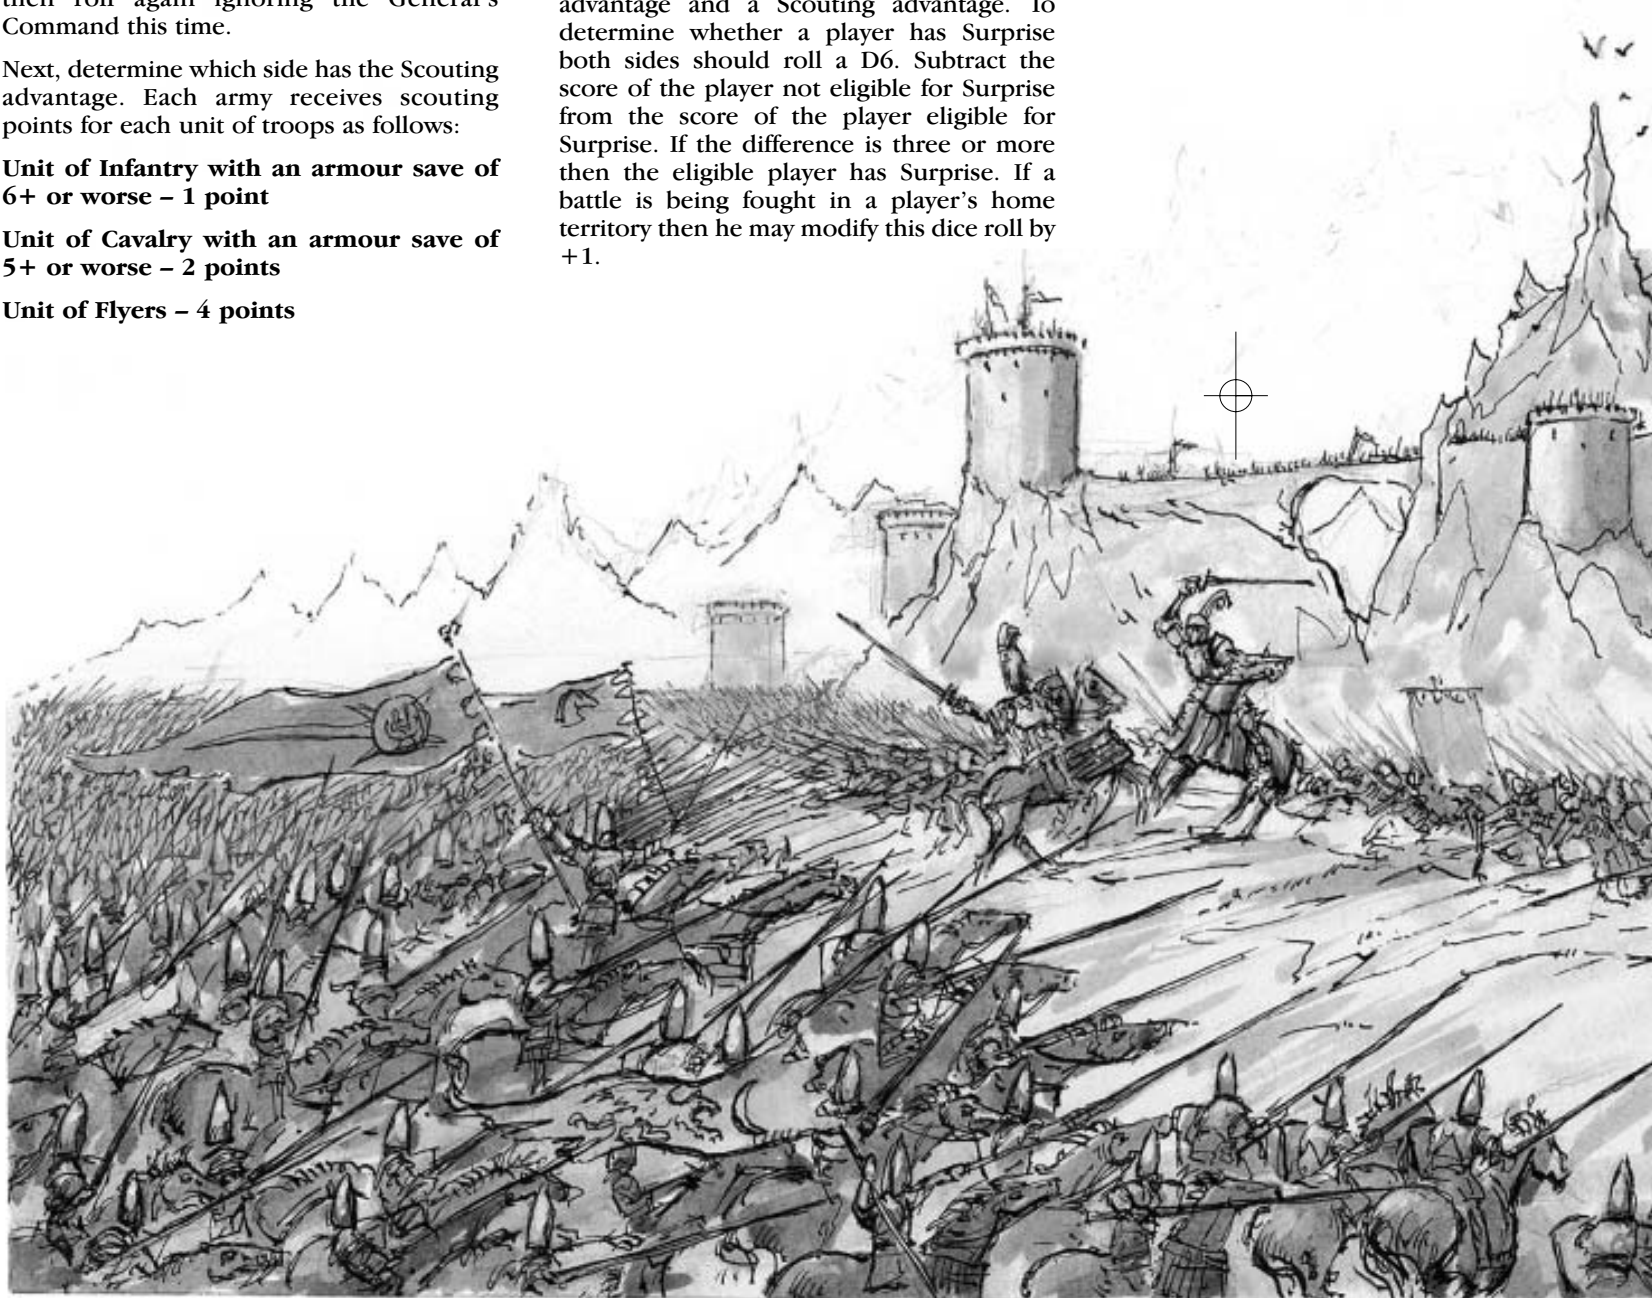 then roll again ignoring the General's
Command this time.
Next, determine which side has the Scouting
advantage. Each army receives scouting
points for each unit of troops as follows:
Unit of Infantry with an armour save of
6+ or worse – 1 point
Unit of Cavalry with an armour save of
5+ or worse – 2 points
Unit of Flyers – 4 points
advantage and a Scouting advantage. To
determine whether a player has Surprise
both sides should roll a D6. Subtract the
score of the player not eligible for Surprise
from the score of the player eligible for
Surprise. If the difference is three or more
then the eligible player has Surprise. If a
battle is being fought in a player's home
territory then he may modify this dice roll by
+1.